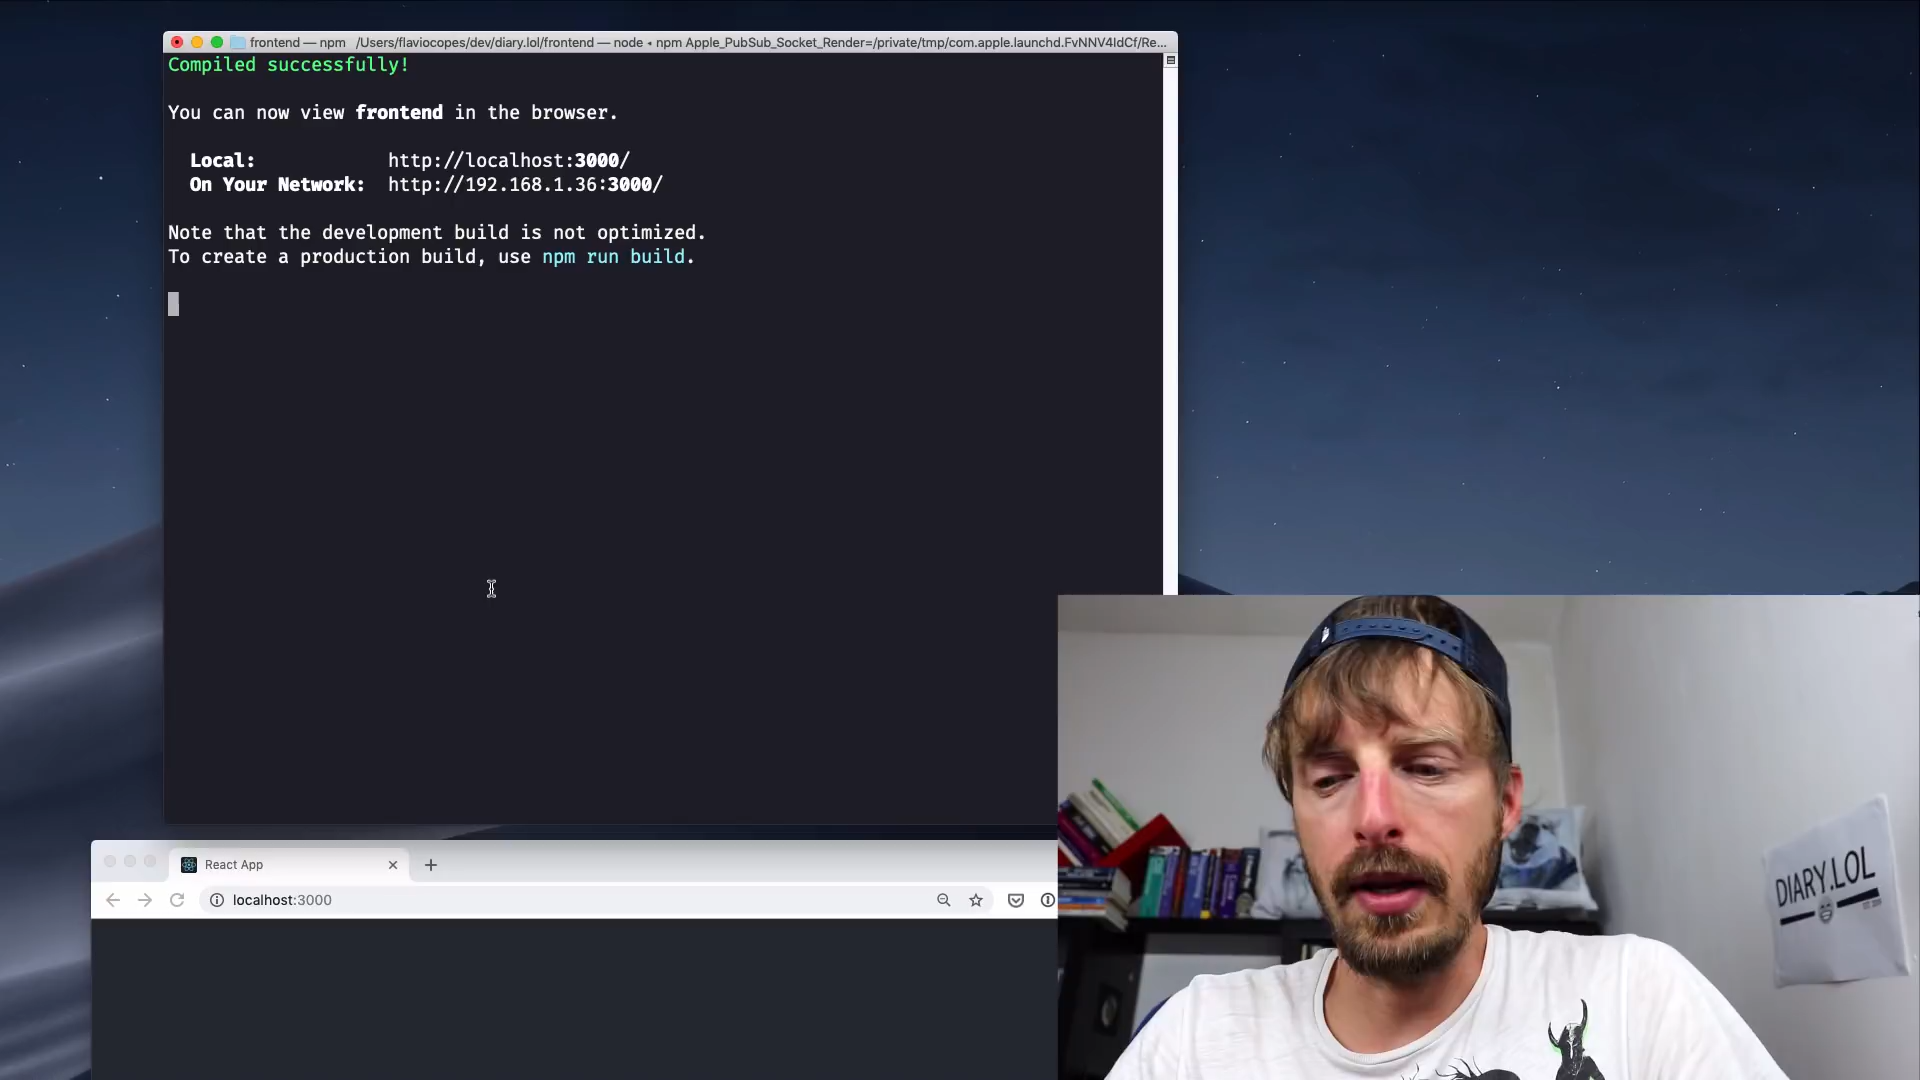 frontend — npm /Users/flaviocopes/dev/diary.lol/frontend — node ◂ npm Apple_PubSub_Socket_Render=/private/tmp/com.apple.launchd.FvNNV4IdCf/Re...
Compiled successfully!
You can now view frontend in the browser.
Local: http://localhost:3000/
On Your Network: http://192.168.1.36:3000/
Note that the development build is not optimized.
To create a production build, use npm run build.
React App
localhost:3000
DIARY.LOL